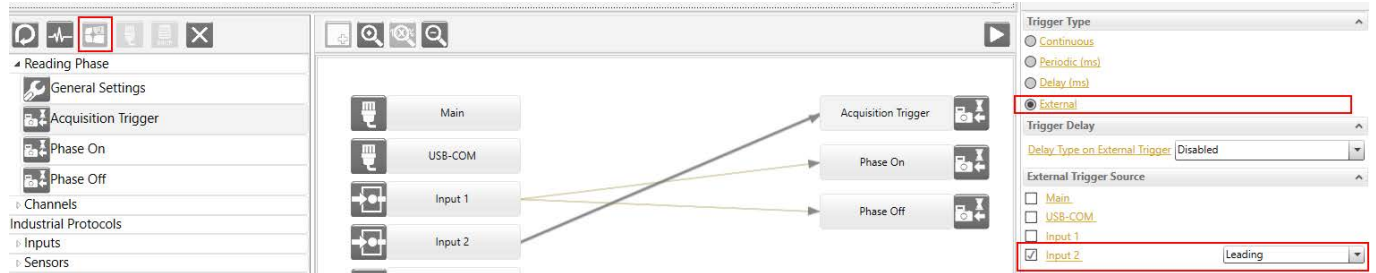 Reading Phase
General Settings
Acquisition Trigger
Phase On
Phase Off
Channels
Industrial Protocols
Inputs
Sensors
Main
USB-COM
Input 1
Input 2
Acquisition Trigger
Phase On
Phase Off
Trigger Type
Continuous
Periodic (ms)
Delay (ms)
External
Trigger Delay
Delay Type on External Trigger Disabled
External Trigger Source
Main
USB-COM
Input 1
Input 2 Leading